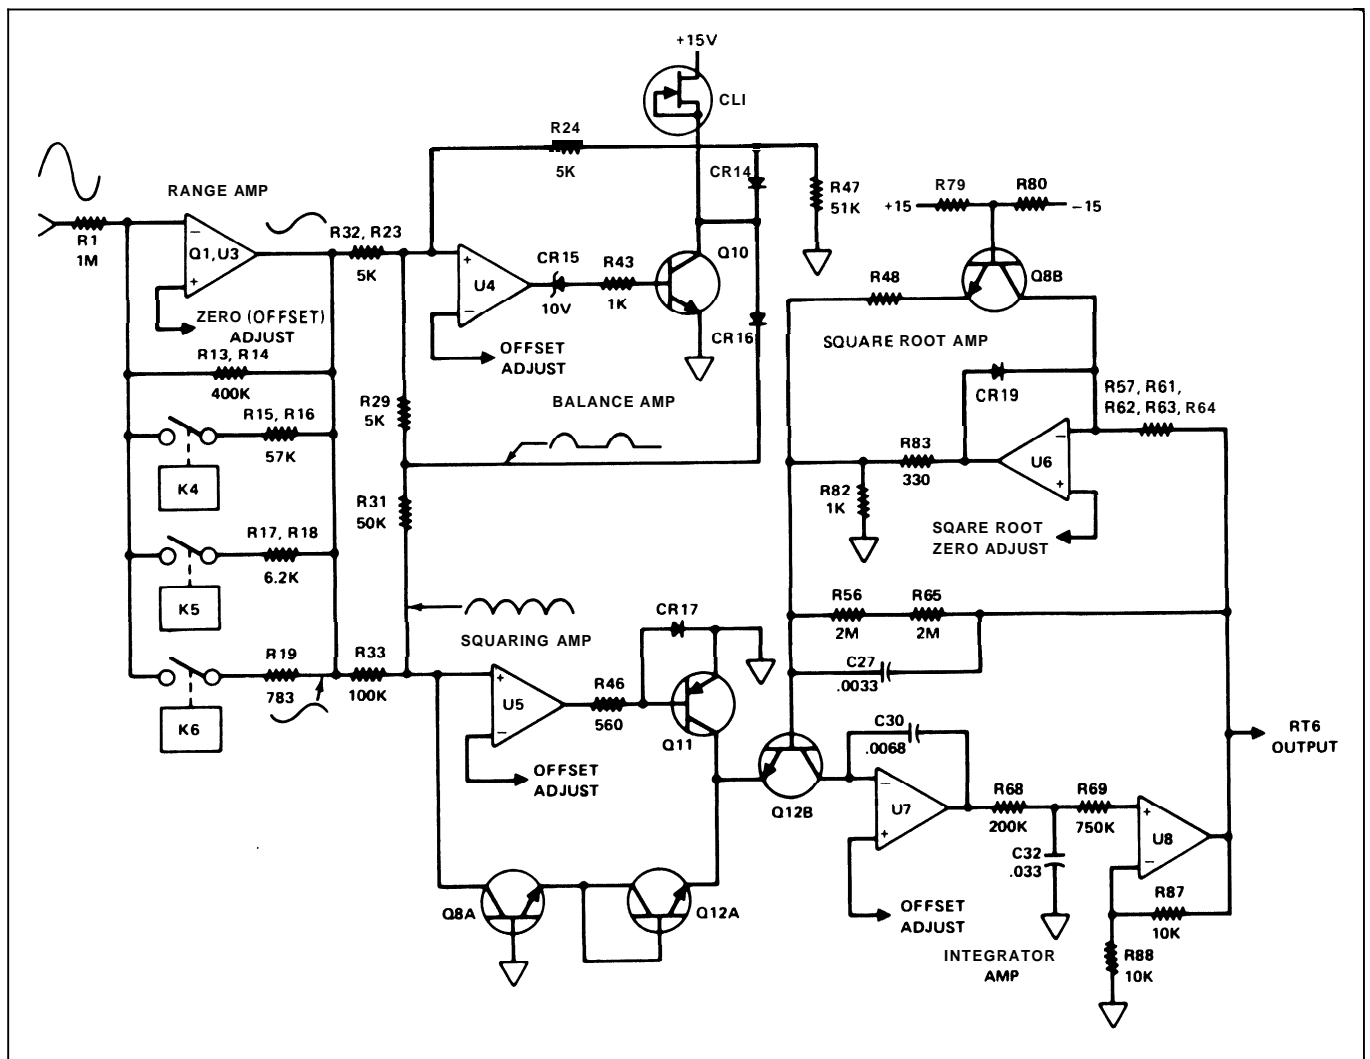 +15V
CLI
R24
5K
CR14
R47
51K
R79
R80
+15
-15
RANGE AMP
R1
1M
−
Q1, U3
+
ZERO (OFFSET)
ADJUST
R32, R23
5K
+
U4
−
CR15
10V
R43
1K
Q10
CR16
OFFSET
ADJUST
R48
Q8B
SQUARE ROOT AMP
R13, R14
400K
R15, R16
57K
K4
R29
5K
BALANCE AMP
CR19
R57, R61,
R62, R63, R64
R83
330
−
U6
+
R82
1K
SQARE ROOT
ZERO ADJUST
R31
50K
R17, R18
6.2K
K5
R19
783
K6
R33
100K
SQUARING AMP
CR17
+
U5
−
R46
560
Q11
OFFSET
ADJUST
R56
2M
R65
2M
C27
.0033
C30
.0068
Q12B
−
U7
+
R68
200K
R69
750K
C32
.033
+
U8
−
RT6
OUTPUT
R87
10K
R88
10K
OFFSET
ADJUST
INTEGRATOR
AMP
Q8A
Q12A